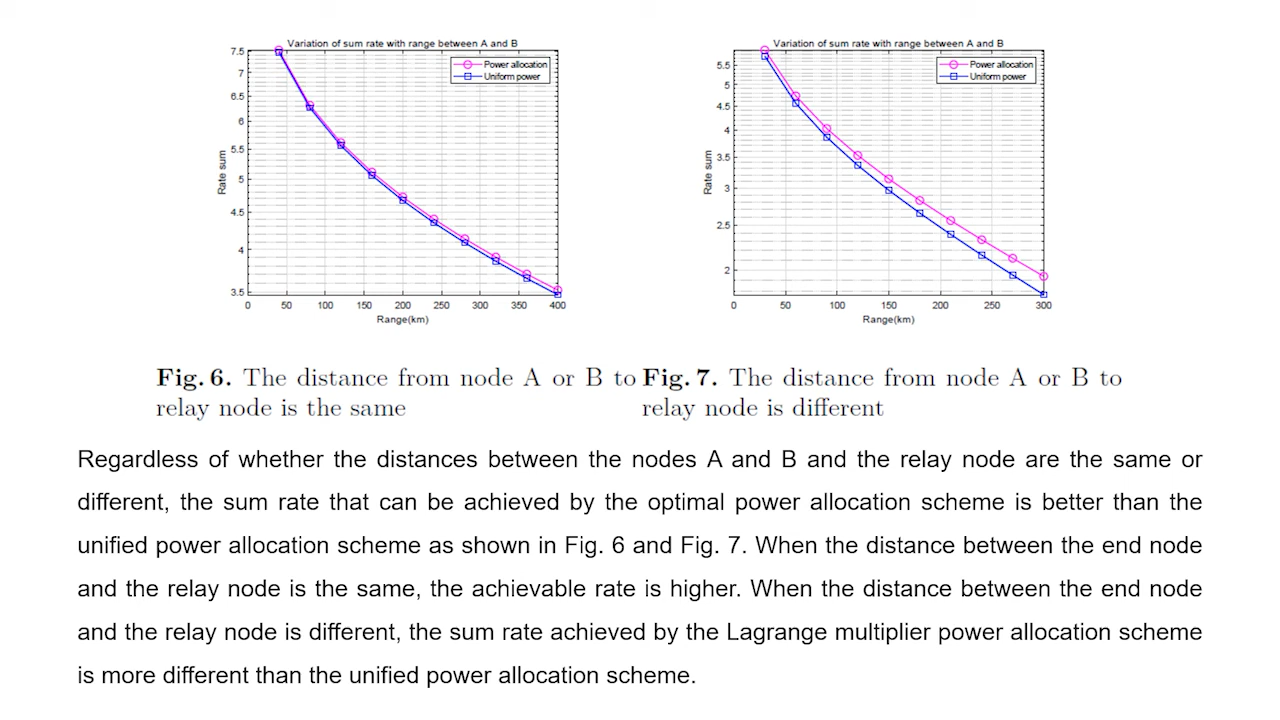 Variation of sum rate with range between A and B
Power allocation
Uniform power
7.5
7
6.5
6
5.5
5
4.5
4
3.5
Rate sum
0 50 100 150 200 250 300 350 400
Range(km)
Variation of sum rate with range between A and B
Power allocation
Uniform power
5.5
5
4.5
4
3.5
3
2.5
2
Rate sum
0 50 100 150 200 250 300
Range(km)
Fig. 6. The distance from node A or B to
relay node is the same
Fig. 7. The distance from node A or B to
relay node is different
Regardless of whether the distances between the nodes A and B and the relay node are the same or
different, the sum rate that can be achieved by the optimal power allocation scheme is better than the
unified power allocation scheme as shown in Fig. 6 and Fig. 7. When the distance between the end node
and the relay node is the same, the achievable rate is higher. When the distance between the end node
and the relay node is different, the sum rate achieved by the Lagrange multiplier power allocation scheme
is more different than the unified power allocation scheme.